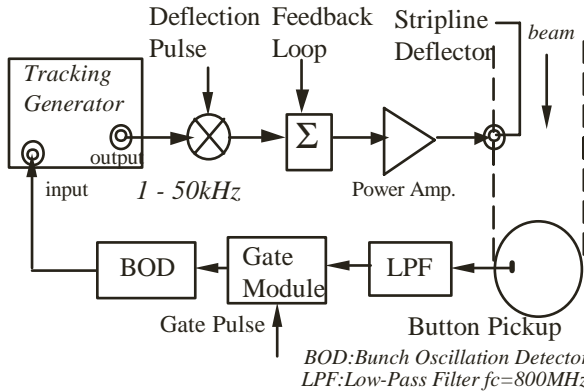 Deflection
Pulse
Feedback
Loop
Stripline
Deflector
beam
Tracking
Generator
output
input
Σ
1 - 50kHz
Power Amp.
BOD
Gate
Module
LPF
Gate Pulse
Button Pickup
BOD:Bunch Oscillation Detector
LPF:Low-Pass Filter fc=800MHz